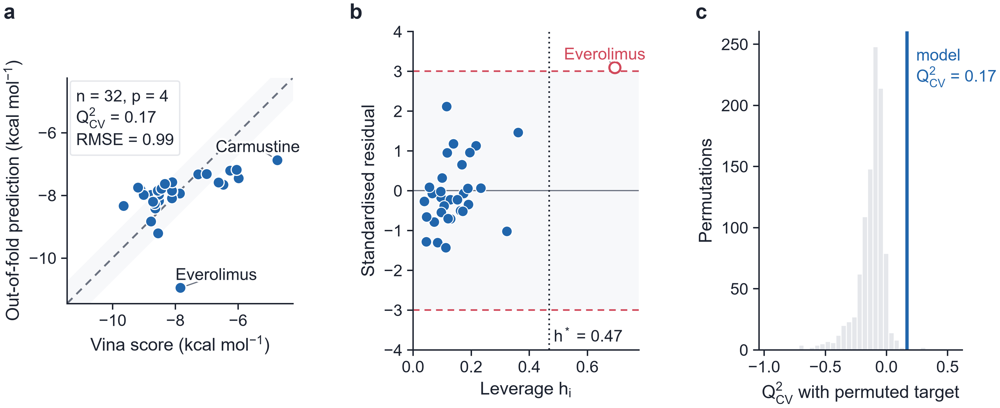 a
n = 32, p = 4
Q²CV = 0.17
RMSE = 0.99
Carmustine
Everolimus
−6
−8
−10
−10 −8 −6
Out-of-fold prediction (kcal mol⁻¹)
Vina score (kcal mol⁻¹)
b
Everolimus
4
3
2
1
0
−1
−2
−3
−4
h* = 0.47
0.0 0.2 0.4 0.6
Standardised residual
Leverage hᵢ
c
model
Q²CV = 0.17
250
200
150
100
50
0
−1.0 −0.5 0.0 0.5
Permutations
Q²CV with permuted target